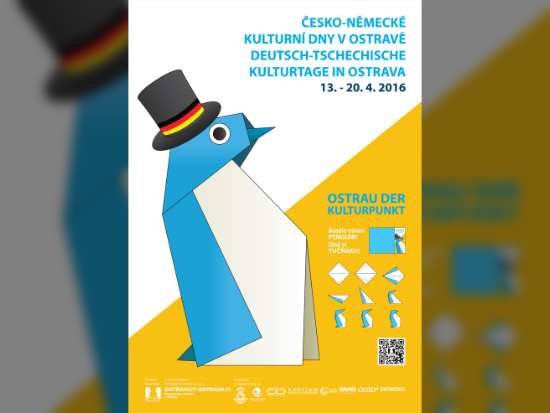 ČESKO-NĚMECKÉ
KULTURNÍ DNY V OSTRAVĚ
DEUTSCH-TSCHECHISCHE
KULTURTAGE IN OSTRAVA
13. - 20. 4. 2016
OSTRAU DER
KULTURPUNKT
Bastle einen
PENGUIN!
Slož si
TUČŇÁKA!
OSTRAVA!!! OSTRAVA!!!
SIEMENS